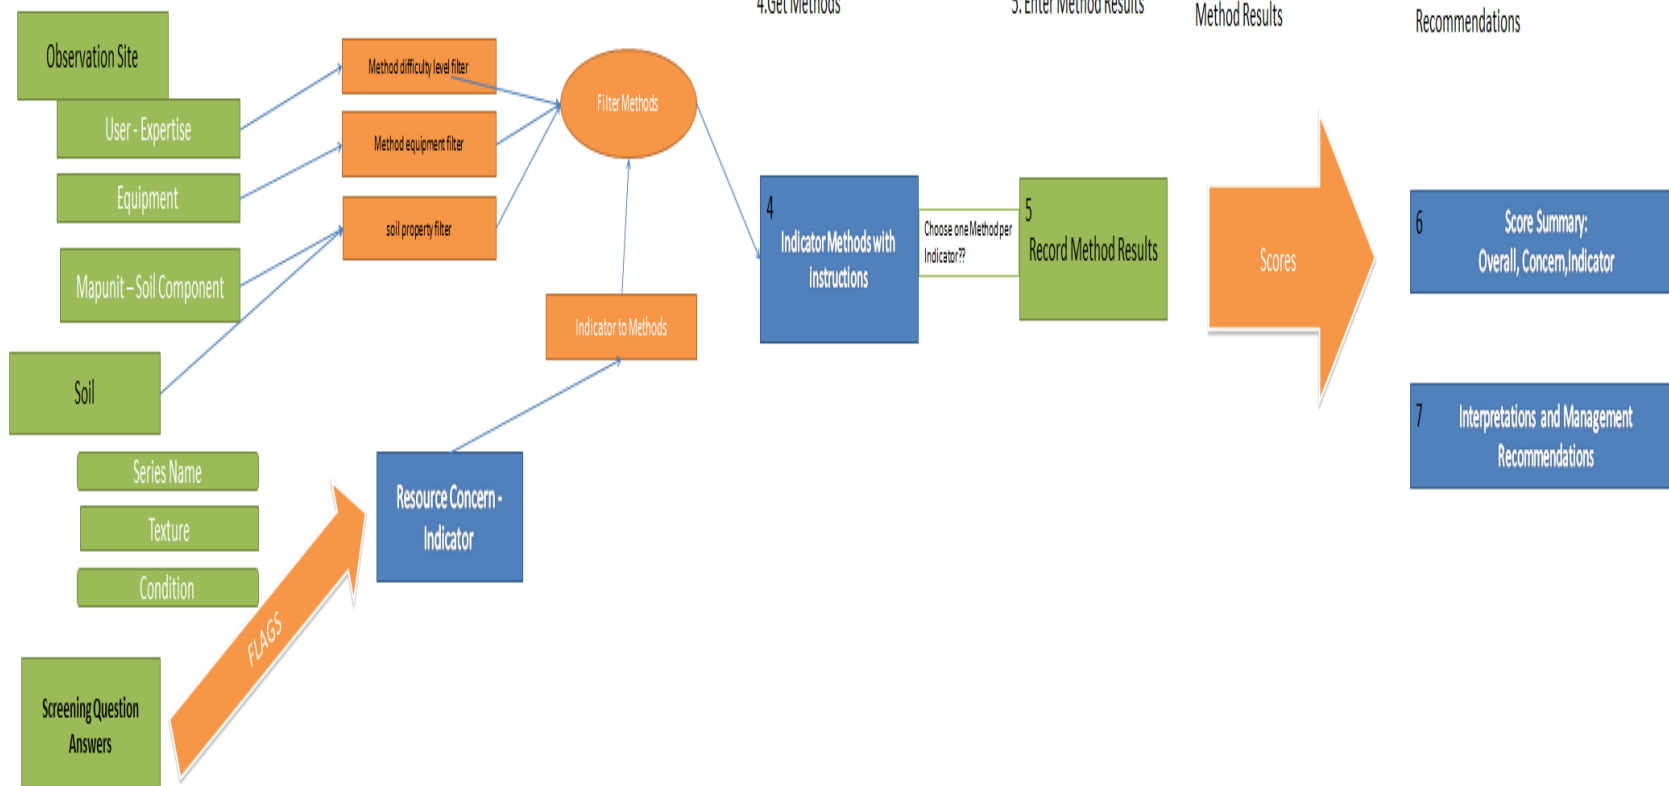 4.Get Methods
5. Enter Method Results
Method Results
Recommendations
Observation Site
User - Expertise
Equipment
Mapunit – Soil Component
Soil
Series Name
Texture
Condition
Screening Question
Answers
FLAGS
Method difficulty level filter
Method equipment filter
soil property filter
Filter Methods
Indicator to Methods
Resource Concern -
Indicator
4
Indicator Methods with
instructions
Choose one Method per
Indicator??
5
Record Method Results
Scores
6
Score Summary:
Overall, Concern,Indicator
7
Interpretations and Management
Recommendations